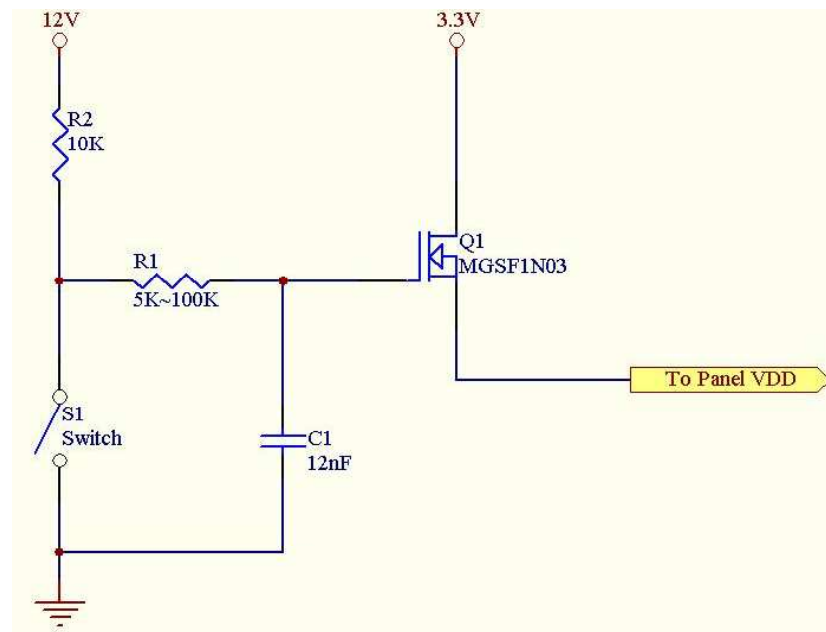 12V
3.3V
R2
10K
R1
5K~100K
Q1
MGSF1N03
To Panel VDD
S1
Switch
C1
12nF